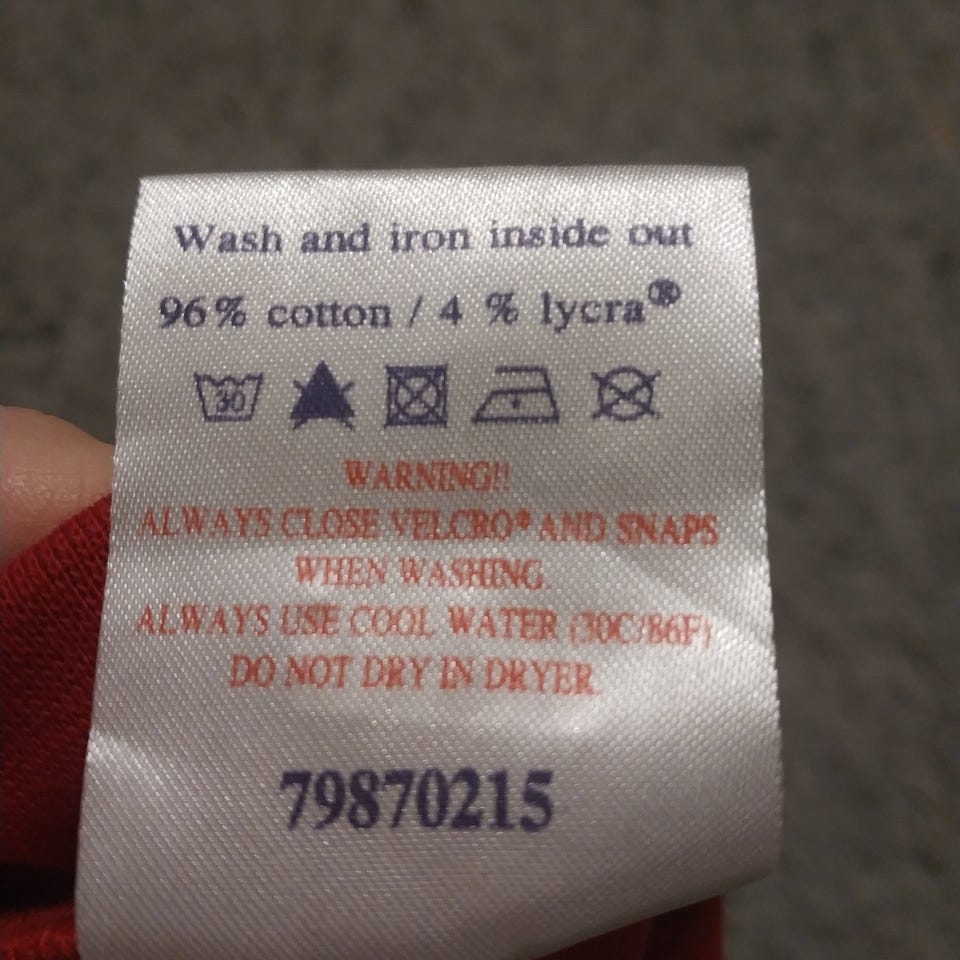 Wash and iron inside out
96% cotton / 4 % lycra®
30
WARNING!!
ALWAYS CLOSE VELCRO® AND SNAPS
WHEN WASHING.
ALWAYS USE COOL WATER (30C/86F)
DO NOT DRY IN DRYER.
79870215